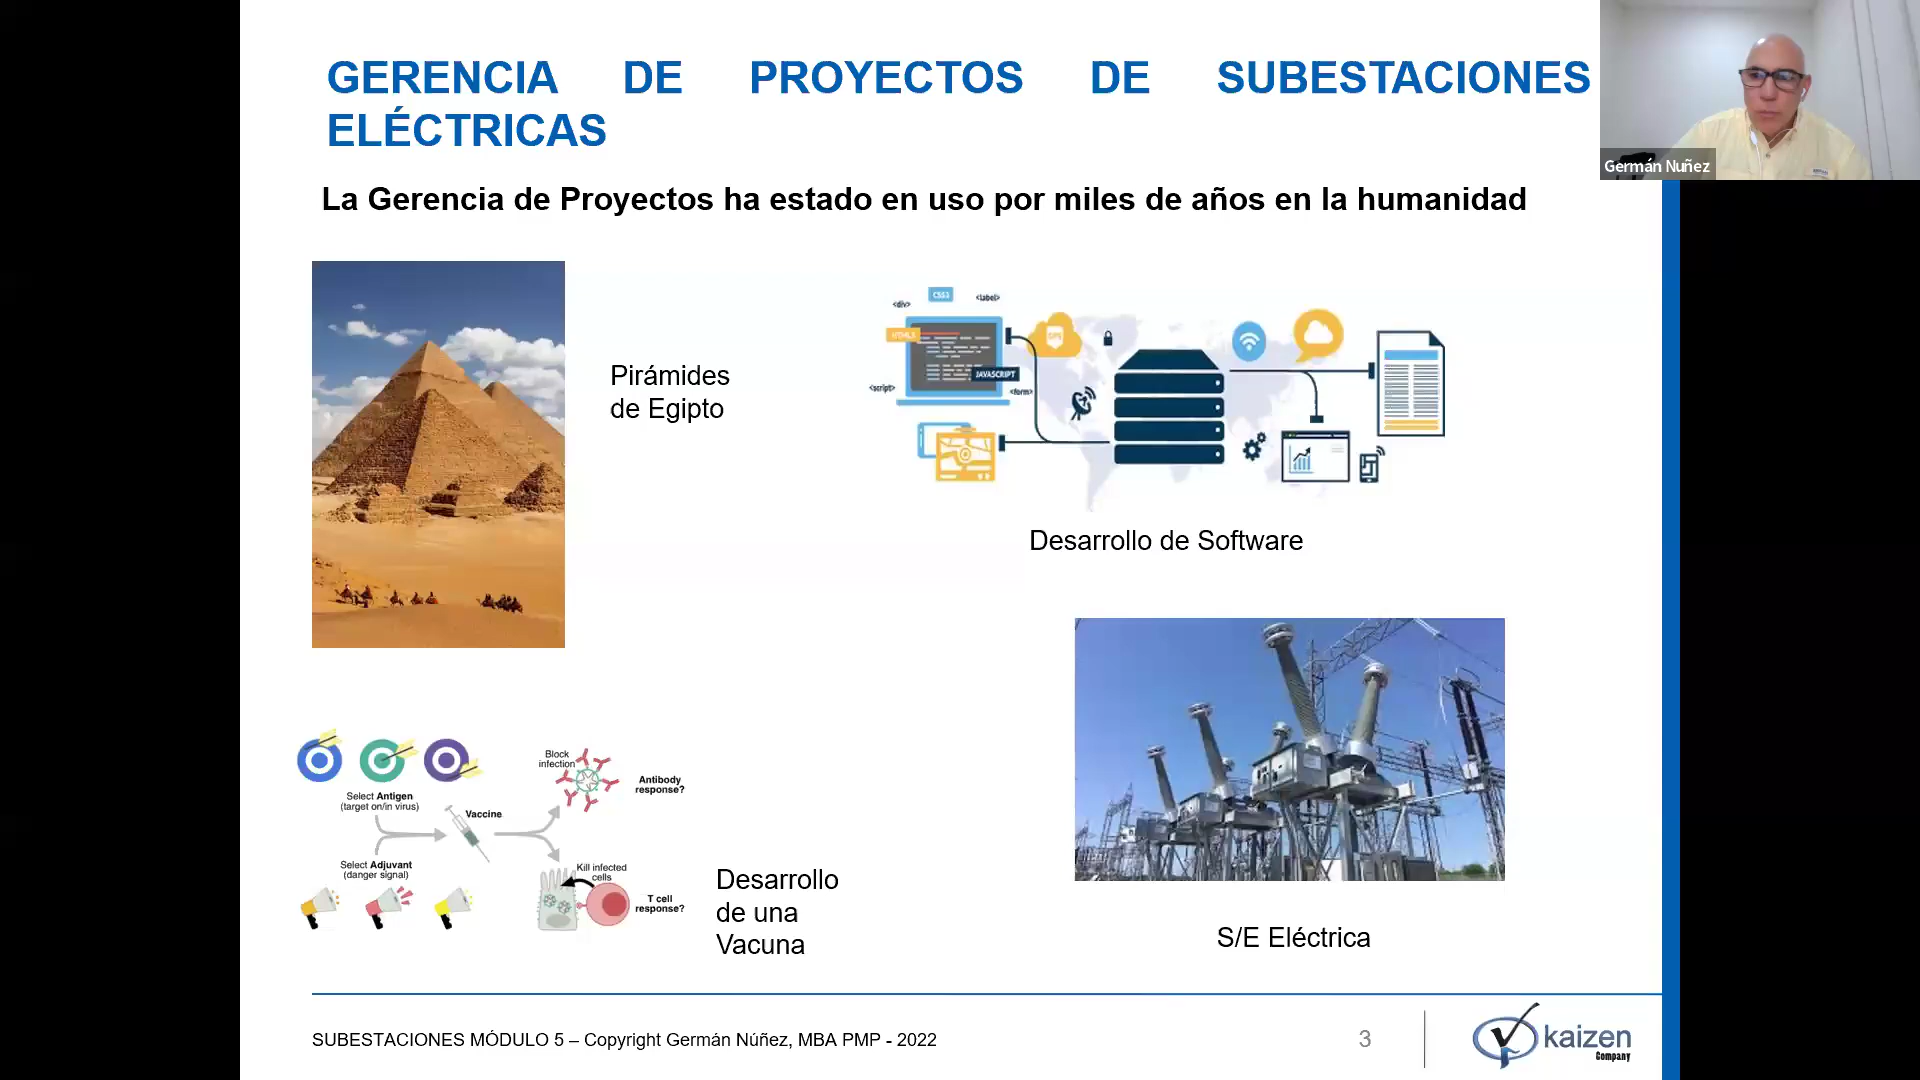 GERENCIA DE PROYECTOS DE SUBESTACIONES
ELÉCTRICAS
Germán Nuñez
La Gerencia de Proyectos ha estado en uso por miles de años en la humanidad
Pirámides
de Egipto
<div>
CSS3
<label>
HTML5
JAVASCRIPT
<script>
<form>
GPS
Desarrollo de Software
Select Antigen
(target on/in virus)
Vaccine
Select Adjuvant
(danger signal)
Block
infection
Antibody
response?
Kill infected
cells
T cell
response?
Desarrollo
de una
Vacuna
S/E Eléctrica
SUBESTACIONES MÓDULO 5 – Copyright Germán Núñez, MBA PMP - 2022
3
kaizen
Company